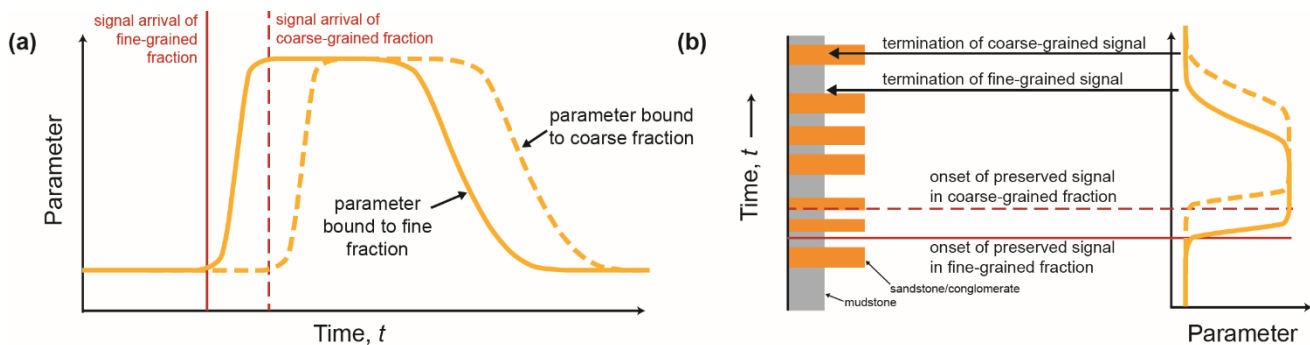 (a)
signal arrival of
fine-grained
fraction
signal arrival of
coarse-grained fraction
Parameter
parameter bound
to coarse fraction
parameter
bound to fine
fraction
Time, t
(b)
termination of coarse-grained signal
termination of fine-grained signal
Time, t
onset of preserved signal
in coarse-grained fraction
onset of preserved signal
in fine-grained fraction
sandstone/conglomerate
mudstone
Parameter